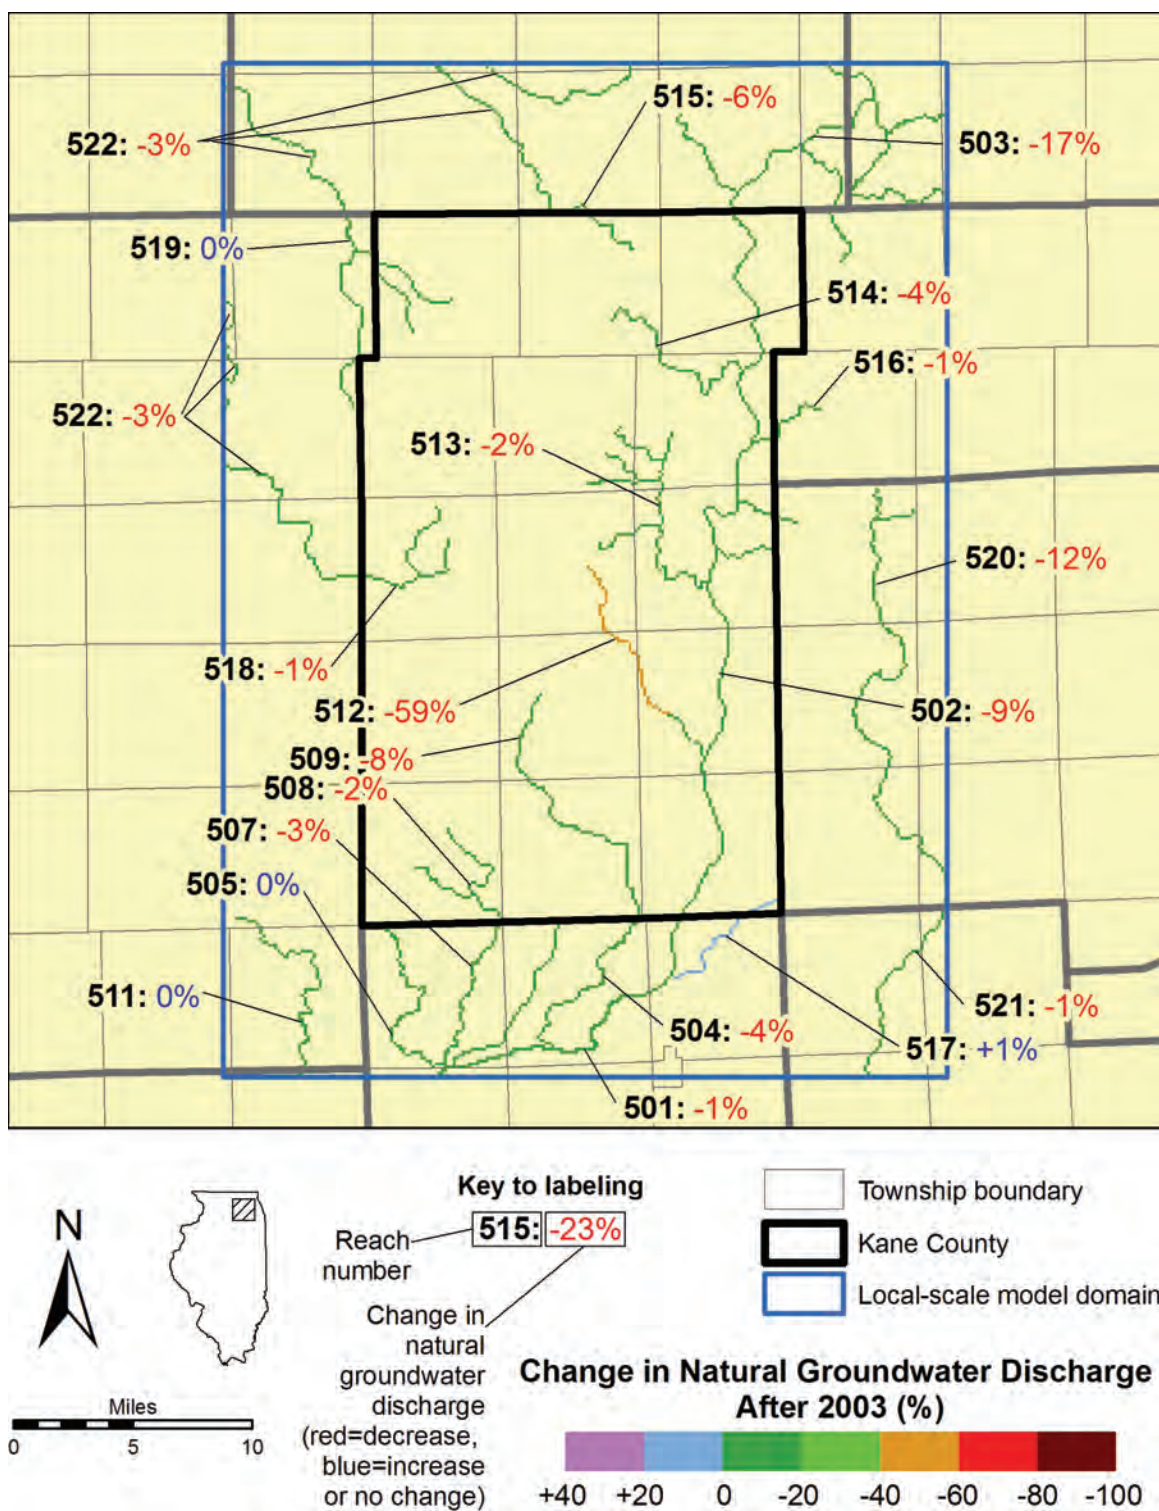 515: -6%
522: -3%
503: -17%
519: 0%
514: -4%
516: -1%
522: -3%
513: -2%
520: -12%
518: -1%
512: -59%
502: -9%
509: -8%
508: -2%
507: -3%
505: 0%
511: 0%
521: -1%
504: -4%
517: +1%
501: -1%
N
Miles
0 5 10
Key to labeling
515: -23%
Reach
number
Change in
natural
groundwater
discharge
(red=decrease,
blue=increase
or no change)
Township boundary
Kane County
Local-scale model domain
Change in Natural Groundwater Discharge
After 2003 (%)
+40 +20 0 -20 -40 -60 -80 -100